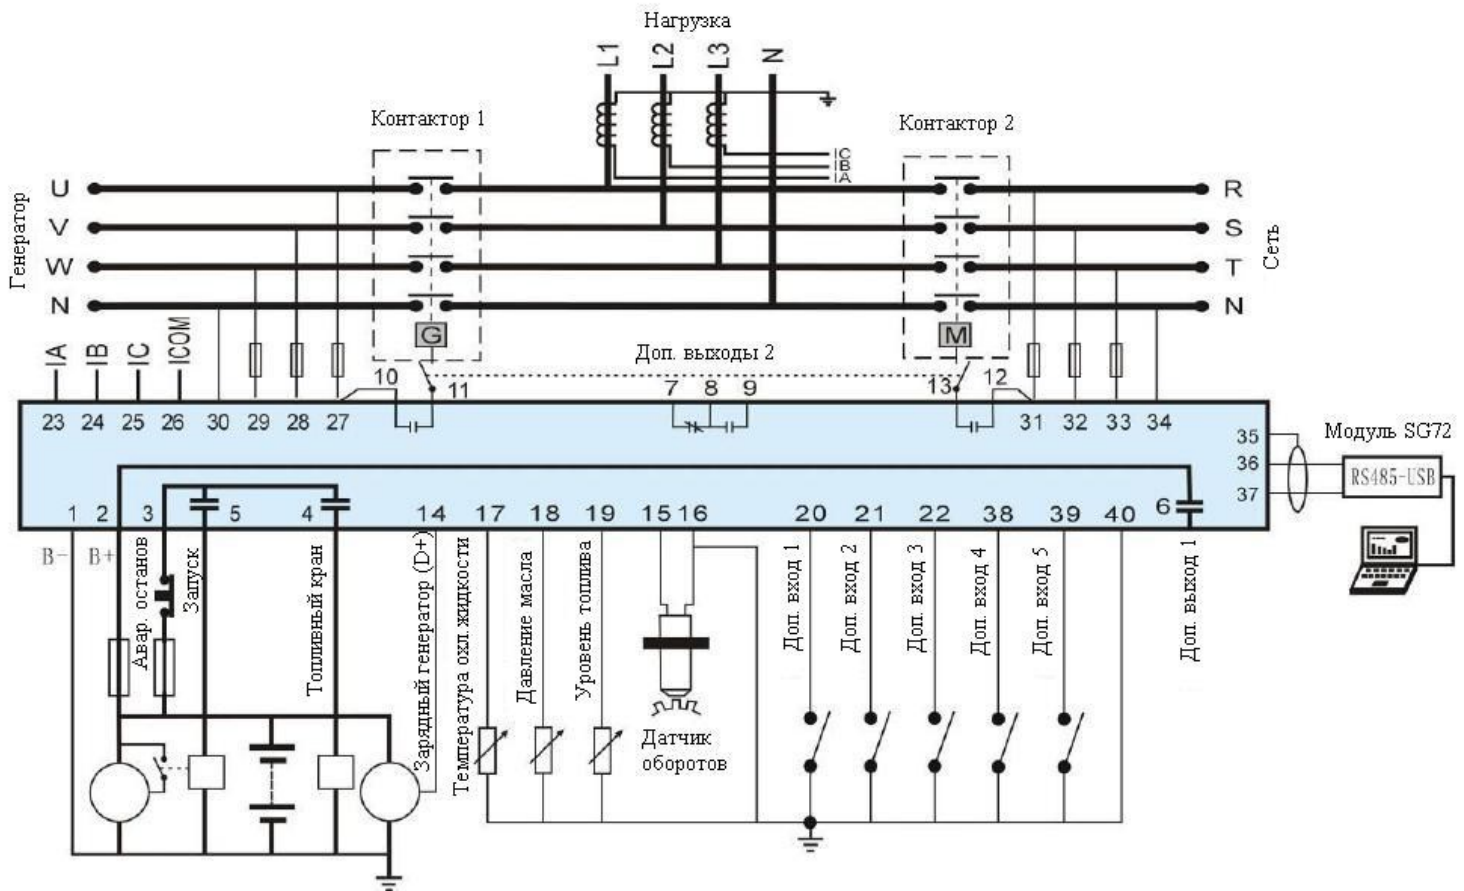 Нагрузка
L1
L2
L3
N
Контактор 1
Контактор 2
IC
IB
IA
Генератор
U
V
W
N
R
S
T
N
Сеть
G
M
Доп. выходы 2
IA
IB
IC
ICOM
10
11
7
8
9
13
12
23
24
25
26
30
29
28
27
31
32
33
34
35
36
37
Модуль SG72
RS485-USB
1
2
3
5
4
14
17
18
19
15
16
20
21
22
38
39
40
6
B-
B+
Авар. останов
Запуск
Топливный кран
Зарядный генератор (D+)
Температура охл. жидкости
Давление масла
Уровень топлива
Датчик
оборотов
Доп. вход 1
Доп. вход 2
Доп. вход 3
Доп. вход 4
Доп. вход 5
Доп. выход 1